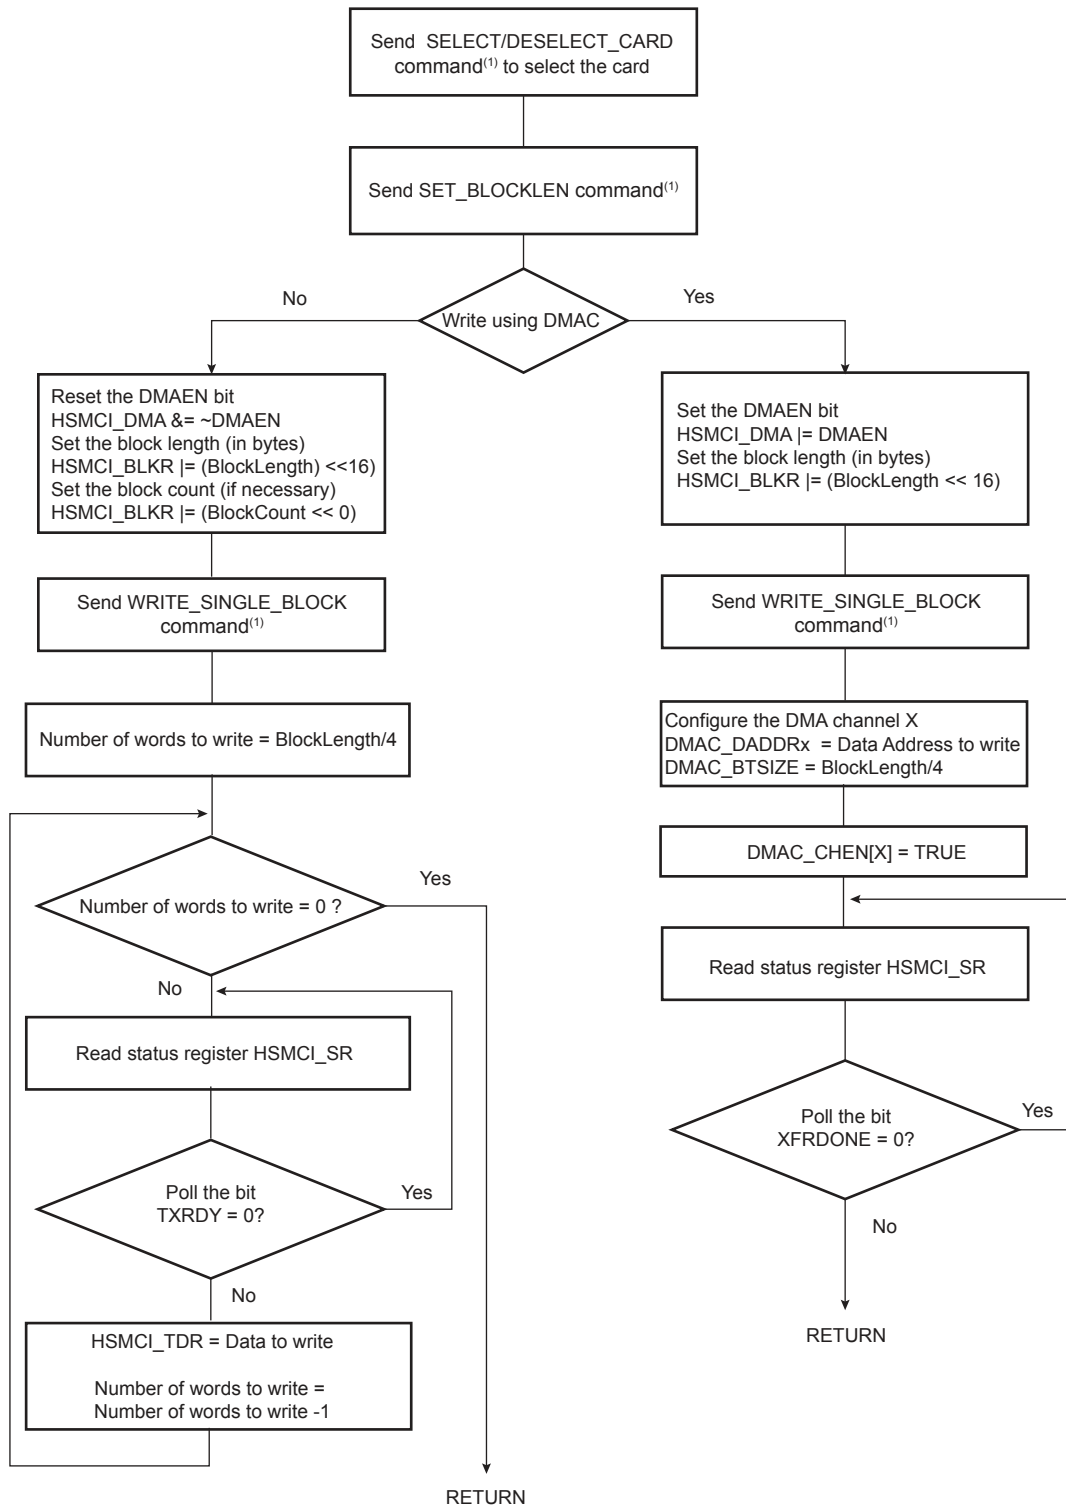 Send  SELECT/DESELECT_CARD
command(1) to select the card
Send SET_BLOCKLEN command(1)
No
Yes
Write using DMAC
Reset the DMAEN bit
HSMCI_DMA &= ~DMAEN
Set the block length (in bytes)
HSMCI_BLKR |= (BlockLength) <<16)
Set the block count (if necessary)
HSMCI_BLKR |= (BlockCount << 0)
Set the DMAEN bit
HSMCI_DMA |= DMAEN
Set the block length (in bytes)
HSMCI_BLKR |= (BlockLength << 16)
Send WRITE_SINGLE_BLOCK
command(1)
Send WRITE_SINGLE_BLOCK
command(1)
Number of words to write = BlockLength/4
Configure the DMA channel X
DMAC_DADDRx  = Data Address to write
DMAC_BTSIZE = BlockLength/4
DMAC_CHEN[X] = TRUE
Number of words to write = 0 ?
Yes
No
Read status register HSMCI_SR
Read status register HSMCI_SR
Poll the bit
TXRDY = 0?
Yes
No
Poll the bit
XFRDONE = 0?
Yes
No
HSMCI_TDR = Data to write
Number of words to write =
Number of words to write -1
RETURN
RETURN